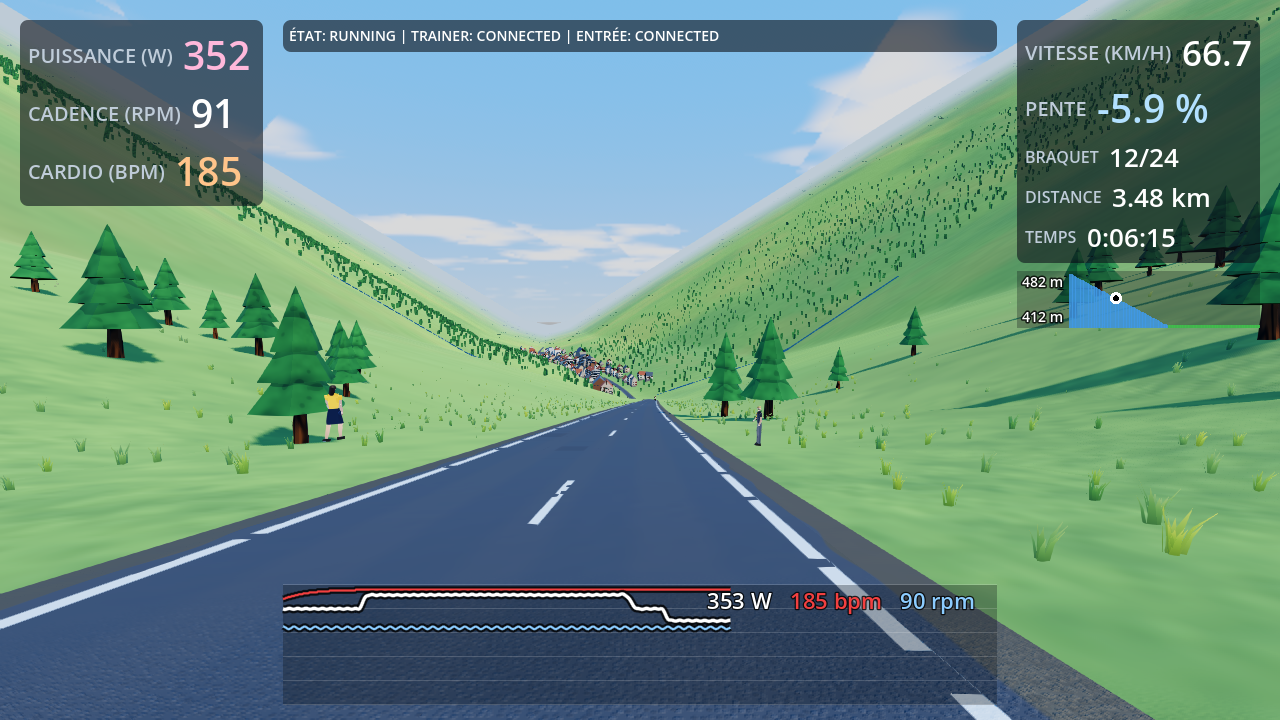 PUISSANCE (W) 352
CADENCE (RPM) 91
CARDIO (BPM) 185
ÉTAT: RUNNING | TRAINER: CONNECTED | ENTRÉE: CONNECTED
VITESSE (KM/H) 66.7
PENTE -5.9 %
BRAQUET 12/24
DISTANCE 3.48 km
TEMPS 0:06:15
482 m
412 m
353 W 185 bpm 90 rpm